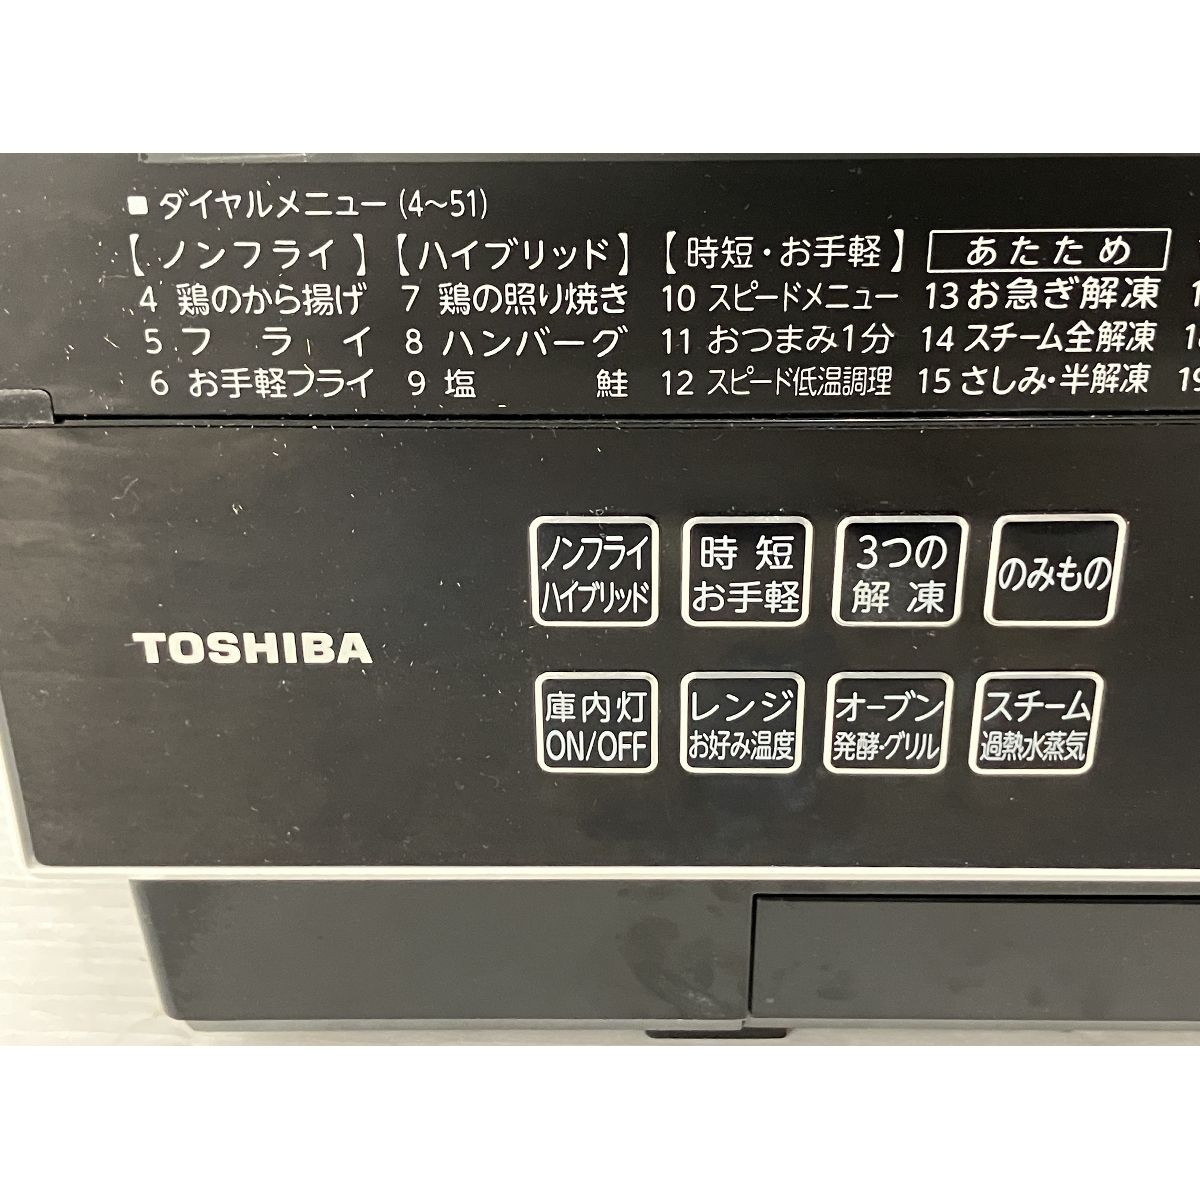 ■ ダイヤルメニュー (4～51)
【ノンフライ】【ハイブリッド】【時短・お手軽】 あたため
4 鶏のから揚げ 7 鶏の照り焼き 10 スピードメニュー 13 お急ぎ解凍
5 フライ 8 ハンバーグ 11 おつまみ1分 14 スチーム全解凍
6 お手軽フライ 9 塩鮭 12 スピード低温調理 15 さしみ・半解凍 19
ノンフライ
ハイブリッド
時短
お手軽
3つの
解凍
のみもの
TOSHIBA
庫内灯
ON/OFF
レンジ
お好み温度
オーブン
発酵・グリル
スチーム
過熱水蒸気